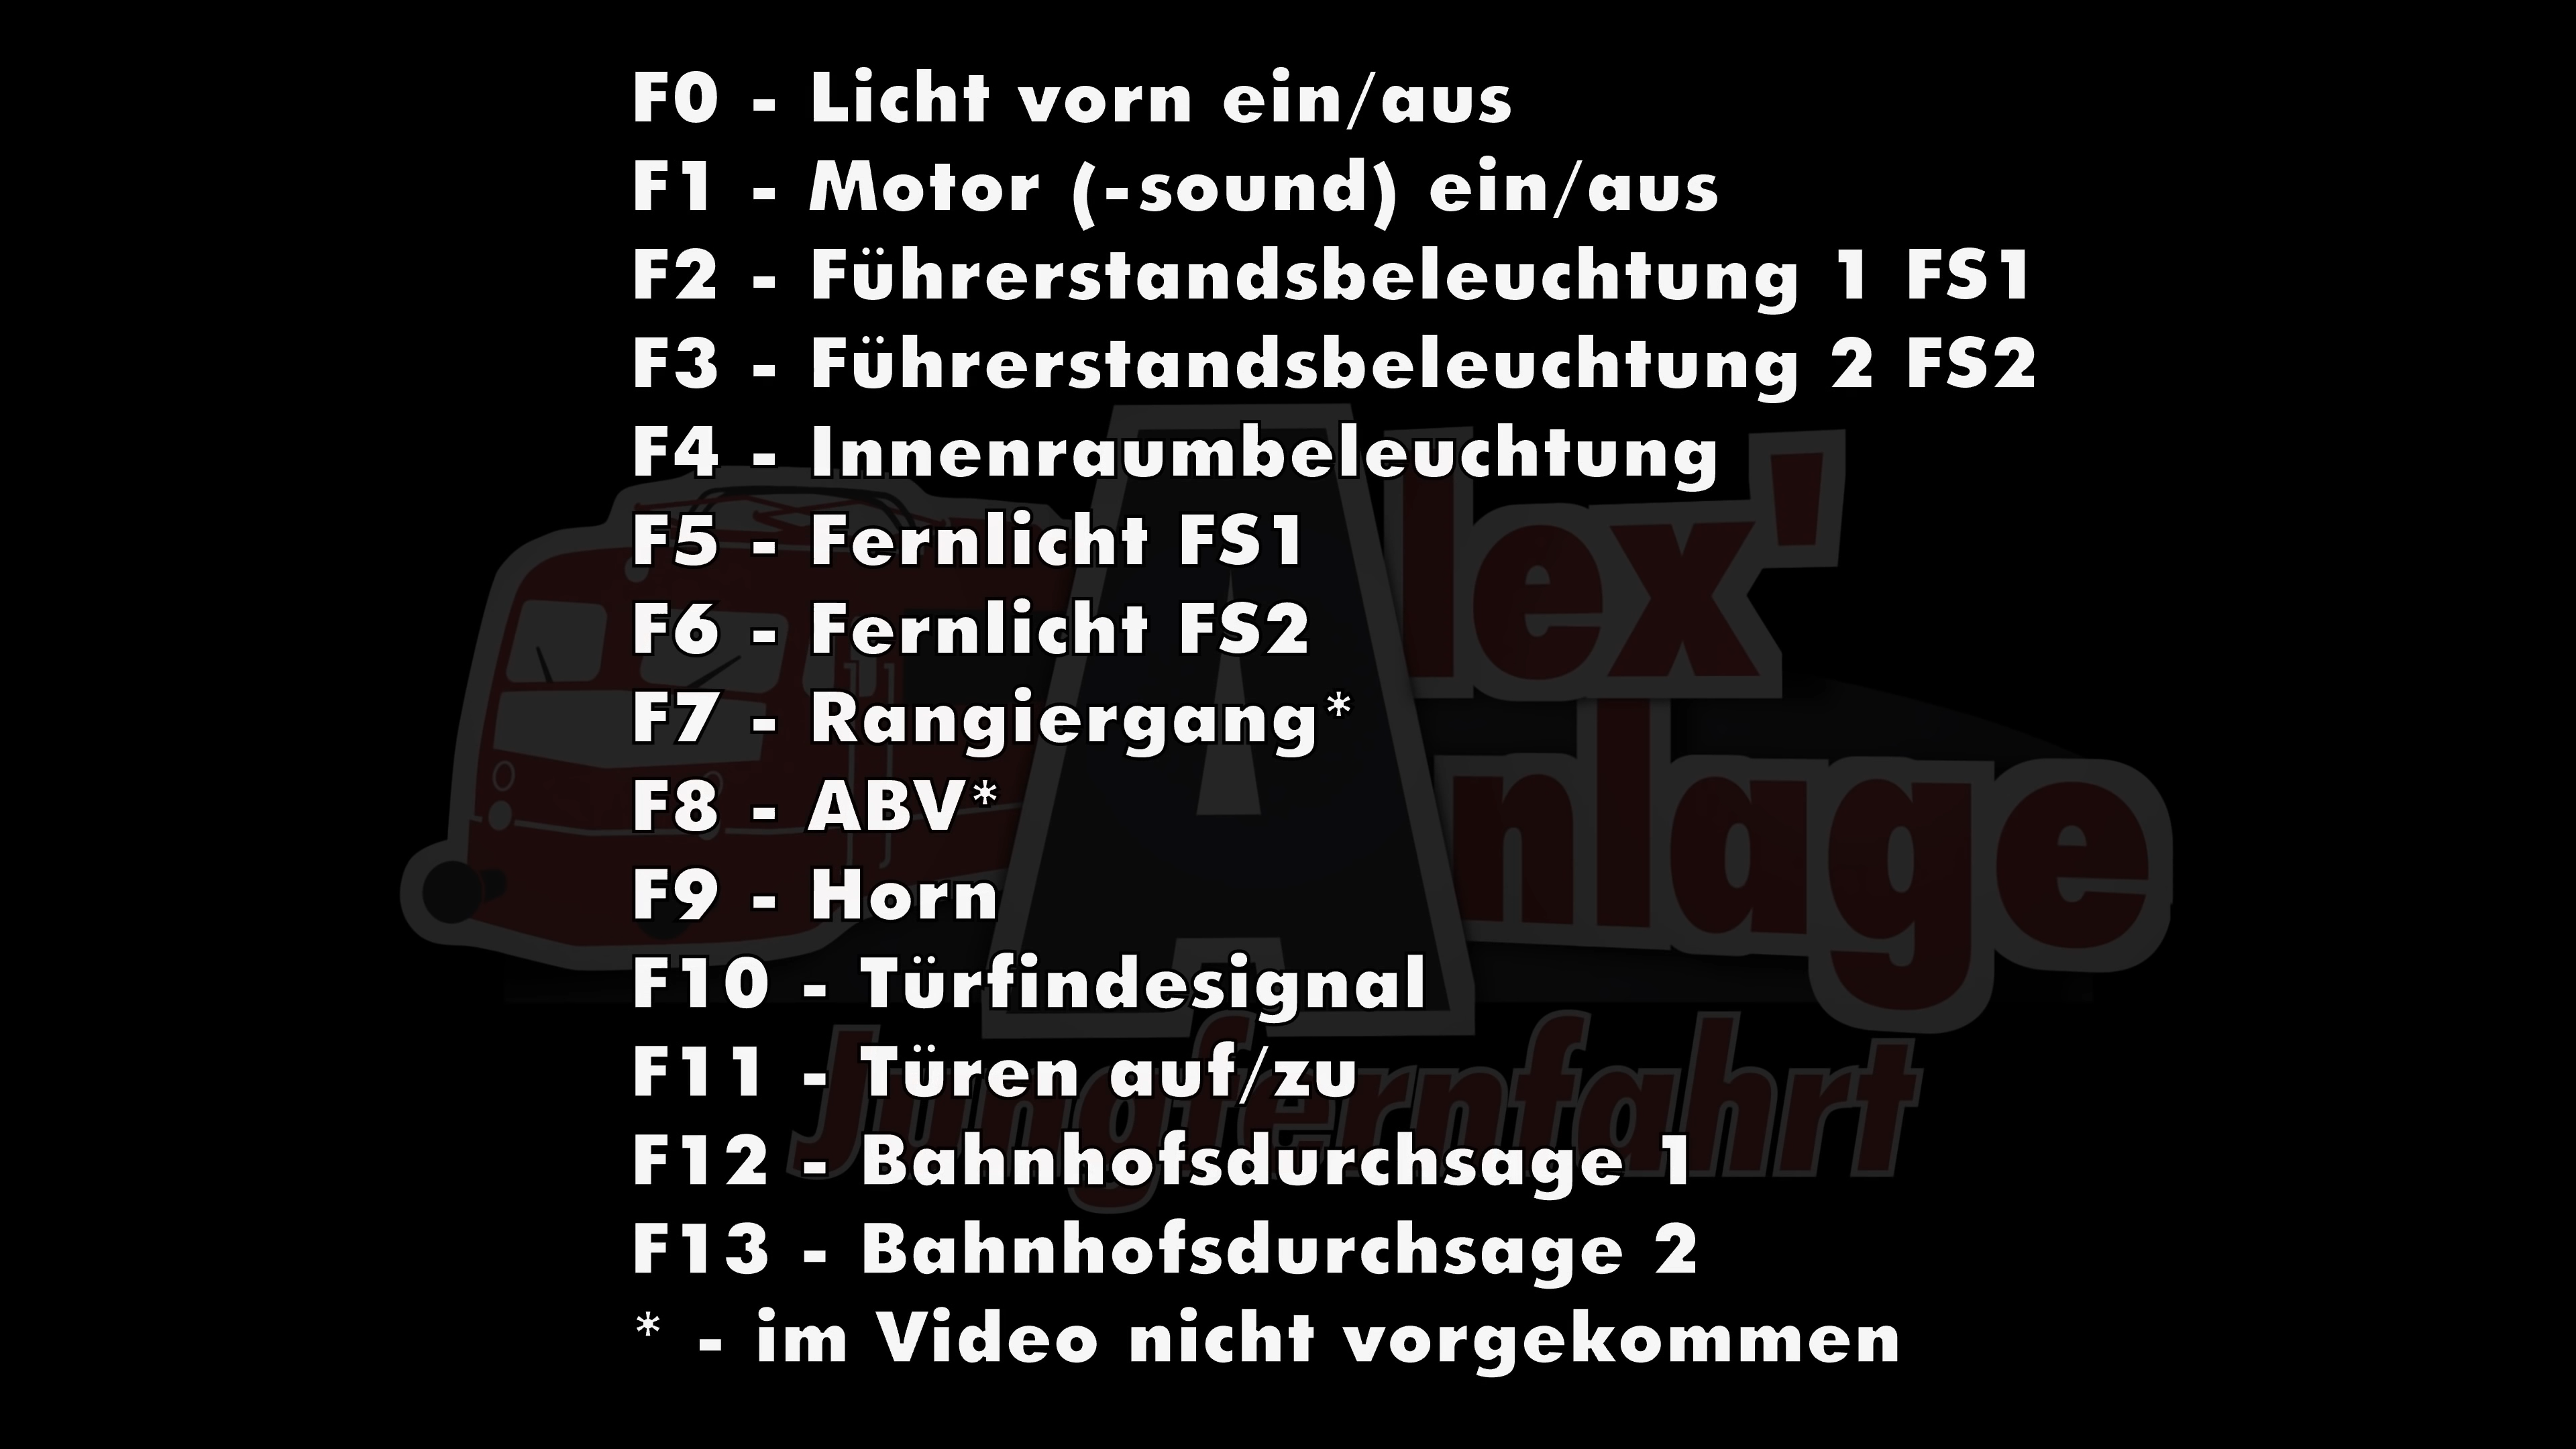 F0 - Licht vorn ein/aus
F1 - Motor (-sound) ein/aus
F2 - Führerstandsbeleuchtung 1 FS1
F3 - Führerstandsbeleuchtung 2 FS2
F4 - Innenraumbeleuchtung
F5 - Fernlicht FS1
F6 - Fernlicht FS2
F7 - Rangiergang*
F8 - ABV*
F9 - Horn
F10 - Türfindesignal
F11 - Türen auf/zu
F12 - Bahnhofsdurchsage 1
F13 - Bahnhofsdurchsage 2
* - im Video nicht vorgekommen
Alex'
Anlage
Jungfernfahrt